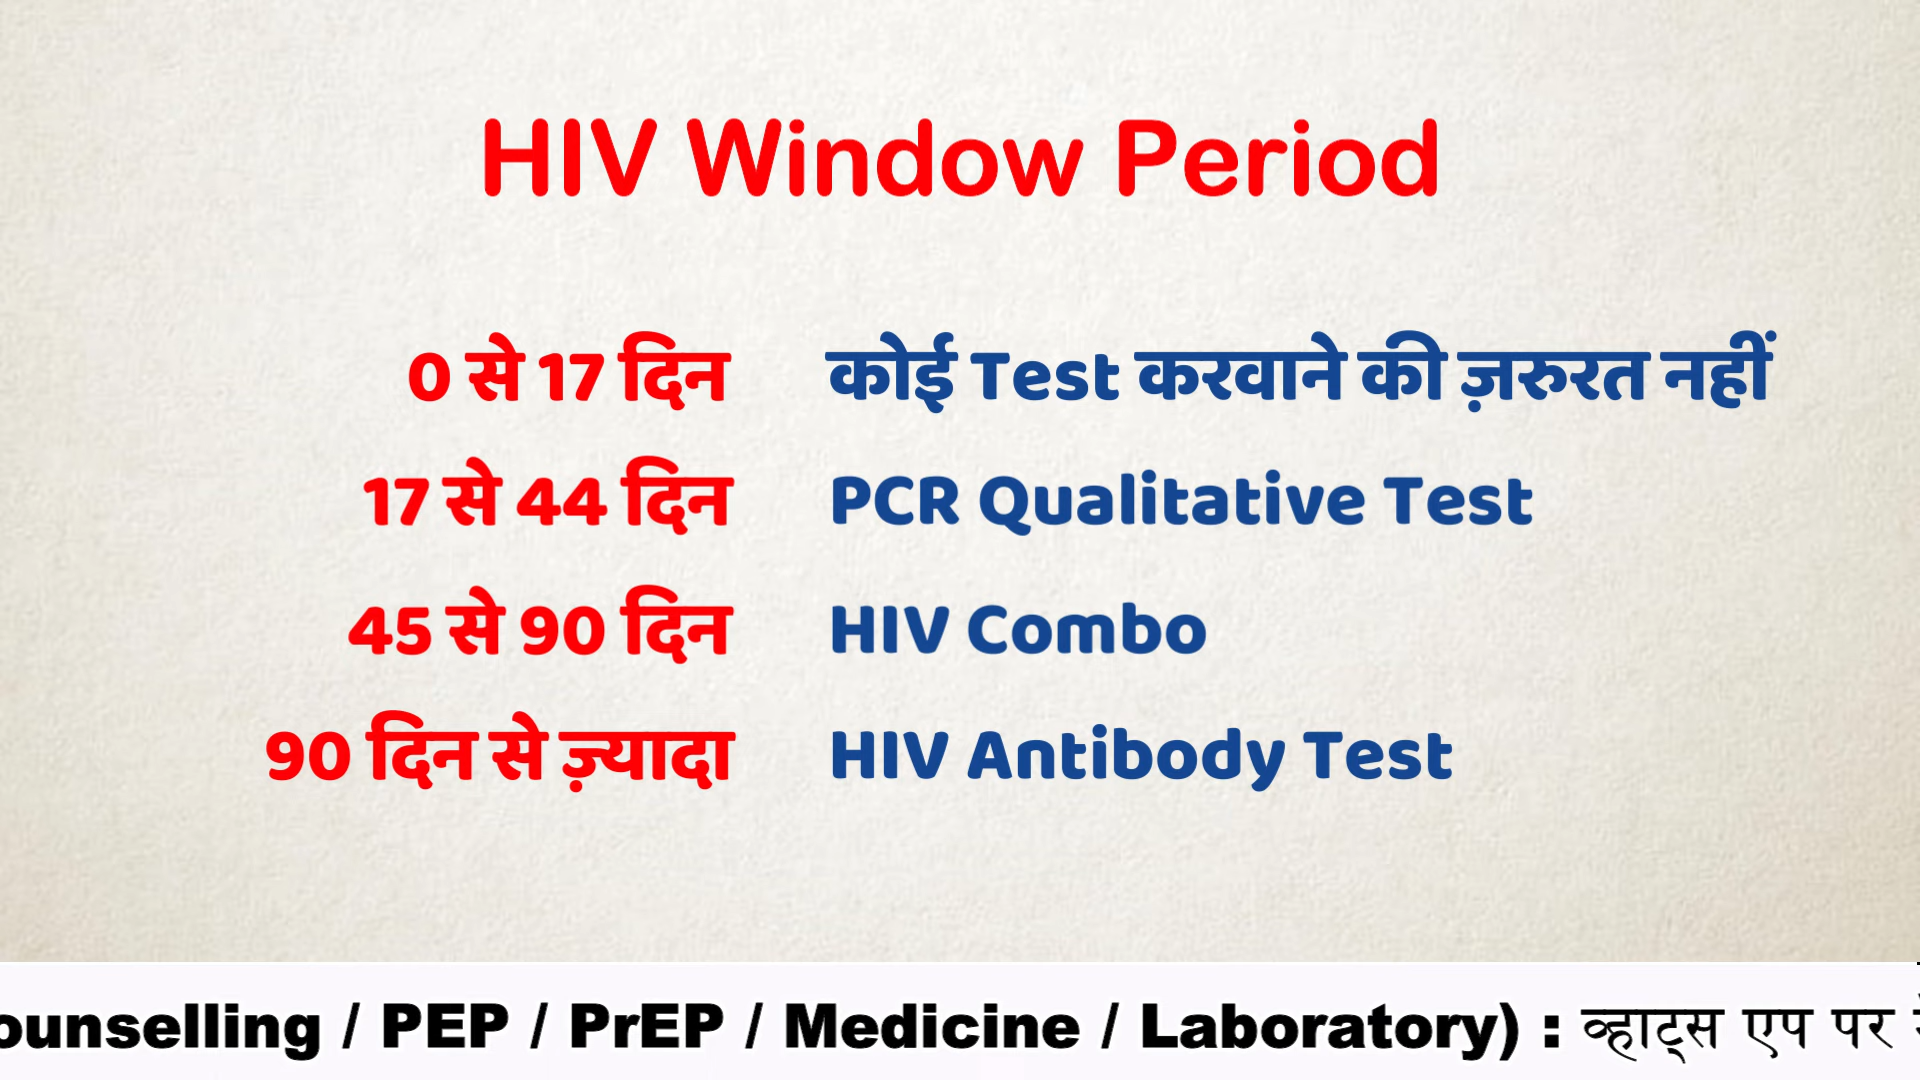 HIV Window Period
0 से 17 दिन कोई Test करवाने की ज़रुरत नहीं
17 से 44 दिन PCR Qualitative Test
45 से 90 दिन HIV Combo
90 दिन से ज़्यादा HIV Antibody Test
ounselling / PEP / PrEP / Medicine / Laboratory) : व्हाट्स एप पर